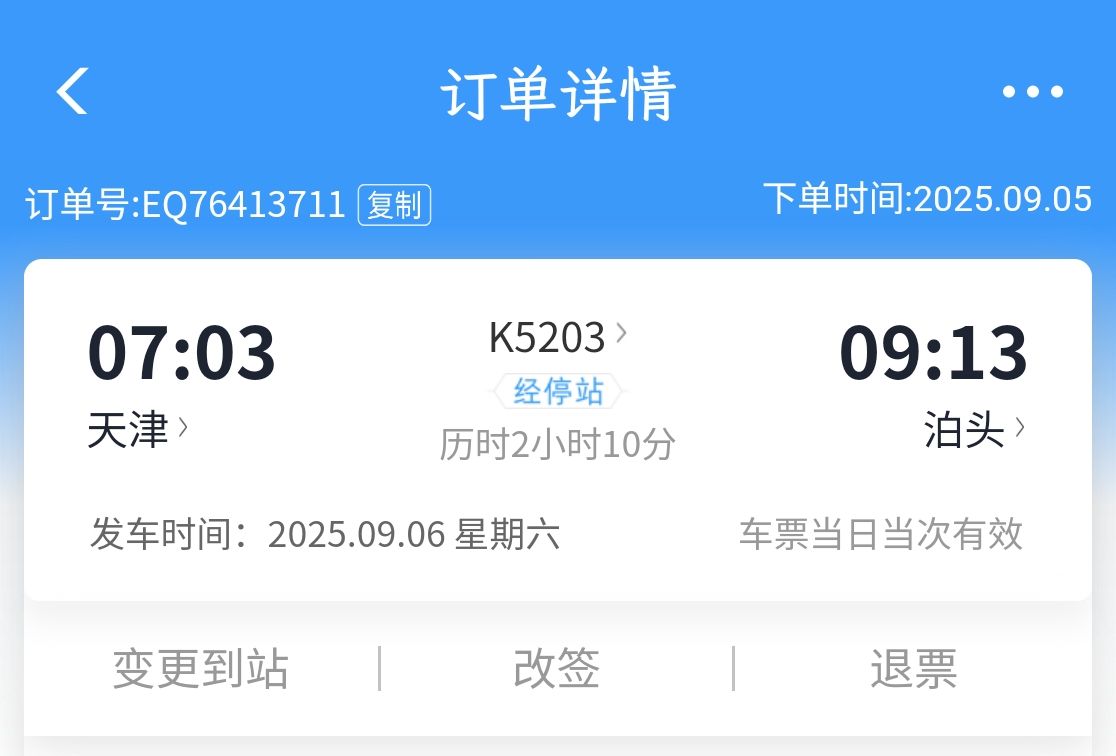 订单详情
订单号:EQ76413711 复制 下单时间:2025.09.05
07:03 K5203 09:13
经停站
天津 泊头
历时2小时10分
发车时间：2025.09.06 星期六 车票当日当次有效
变更到站 改签 退票